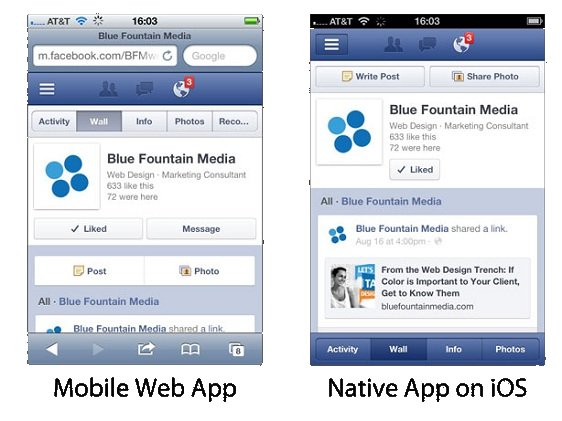 AT&T 16:03
Blue Fountain Media
m.facebook.com/BFMw
Google
3
Activity Wall Info Photos Reco...
Blue Fountain Media
Web Design · Marketing Consultant
633 like this
72 were here
✓ Liked Message
Post Photo
All · Blue Fountain Media
Blue Fountain Media shared a link.
8
Mobile Web App
AT&T 16:03
3
Write Post Share Photo
Blue Fountain Media
Web Design · Marketing Consultant
633 like this
72 were here
✓ Liked
All · Blue Fountain Media
Blue Fountain Media shared a link.
Aug 16 at 4:00pm ·
LET'S
TA
From the Web Design Trench: If
Color is Important to Your Client,
Get to Know Them
bluefountainmedia.com
Activity Wall Info Photos
Native App on iOS